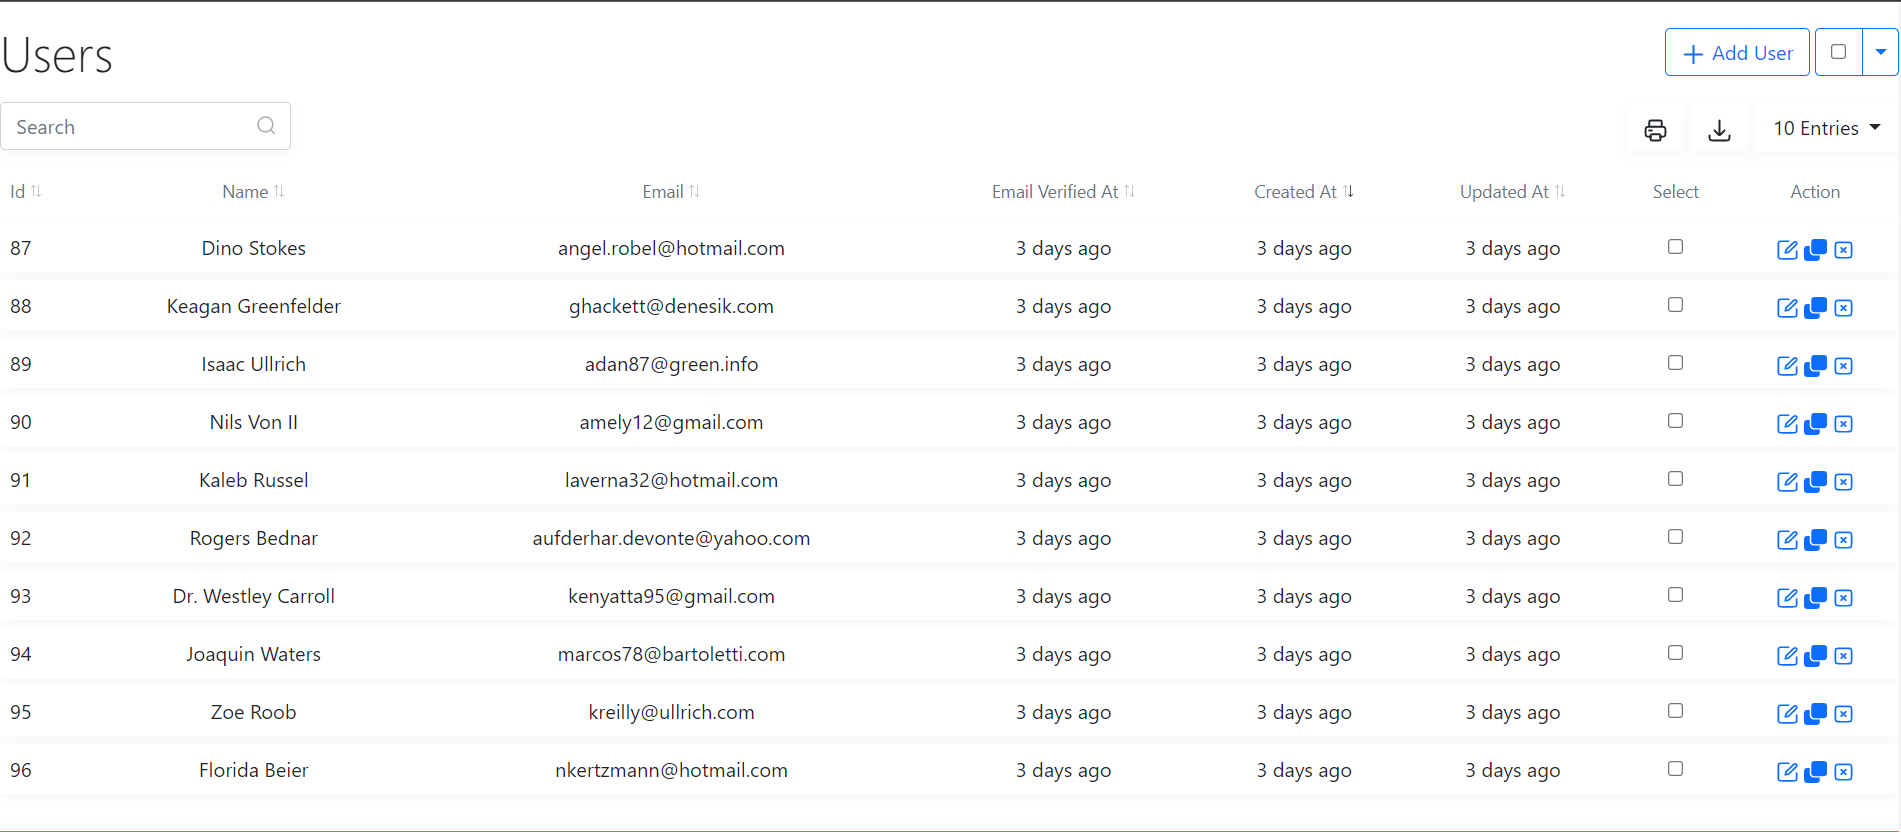 Users
Add User
Search
10 Entries
Id Name Email Email Verified At Created At Updated At Select Action
87 Dino Stokes angel.robel@hotmail.com 3 days ago 3 days ago 3 days ago
88 Keagan Greenfelder ghackett@denesik.com 3 days ago 3 days ago 3 days ago
89 Isaac Ullrich adan87@green.info 3 days ago 3 days ago 3 days ago
90 Nils Von II amely12@gmail.com 3 days ago 3 days ago 3 days ago
91 Kaleb Russel laverna32@hotmail.com 3 days ago 3 days ago 3 days ago
92 Rogers Bednar aufderhar.devonte@yahoo.com 3 days ago 3 days ago 3 days ago
93 Dr. Westley Carroll kenyatta95@gmail.com 3 days ago 3 days ago 3 days ago
94 Joaquin Waters marcos78@bartoletti.com 3 days ago 3 days ago 3 days ago
95 Zoe Roob kreilly@ullrich.com 3 days ago 3 days ago 3 days ago
96 Florida Beier nkertzmann@hotmail.com 3 days ago 3 days ago 3 days ago